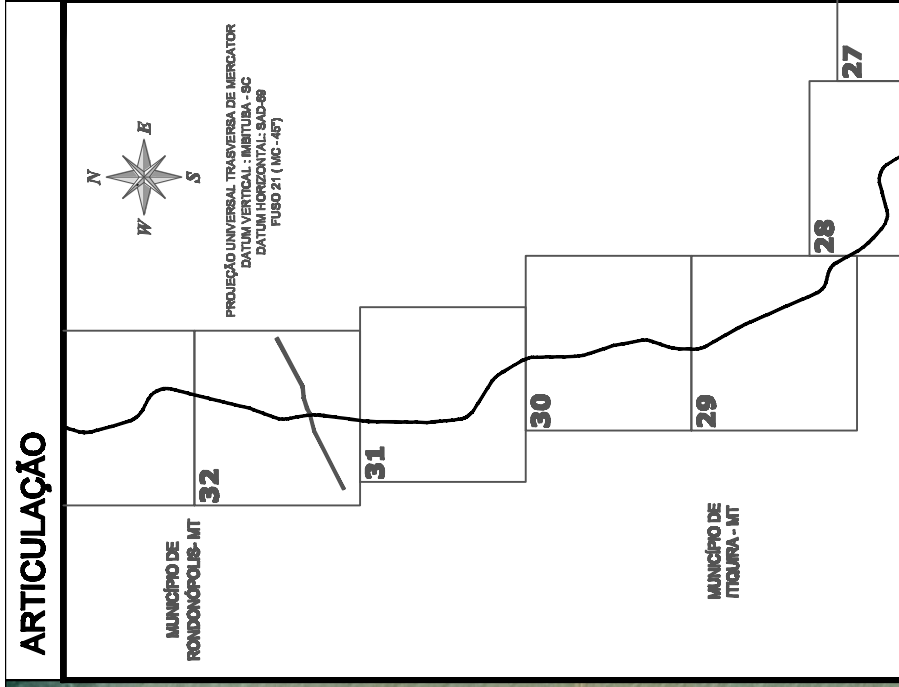 ARTICULAÇÃO
N
W E
S
PROJEÇÃO UNIVERSAL TRASVERSA DE MERCATOR
DATUM VERTICAL : IMBITUBA - SC
DATUM HORIZONTAL: SAD-69
FUSO 21 ( MC - 45º)
MUNICÍPIO DE
RONDONÓPOLIS- MT
32
31
30
29
28
27
MUNICÍPIO DE
ITIQUIRA - MT